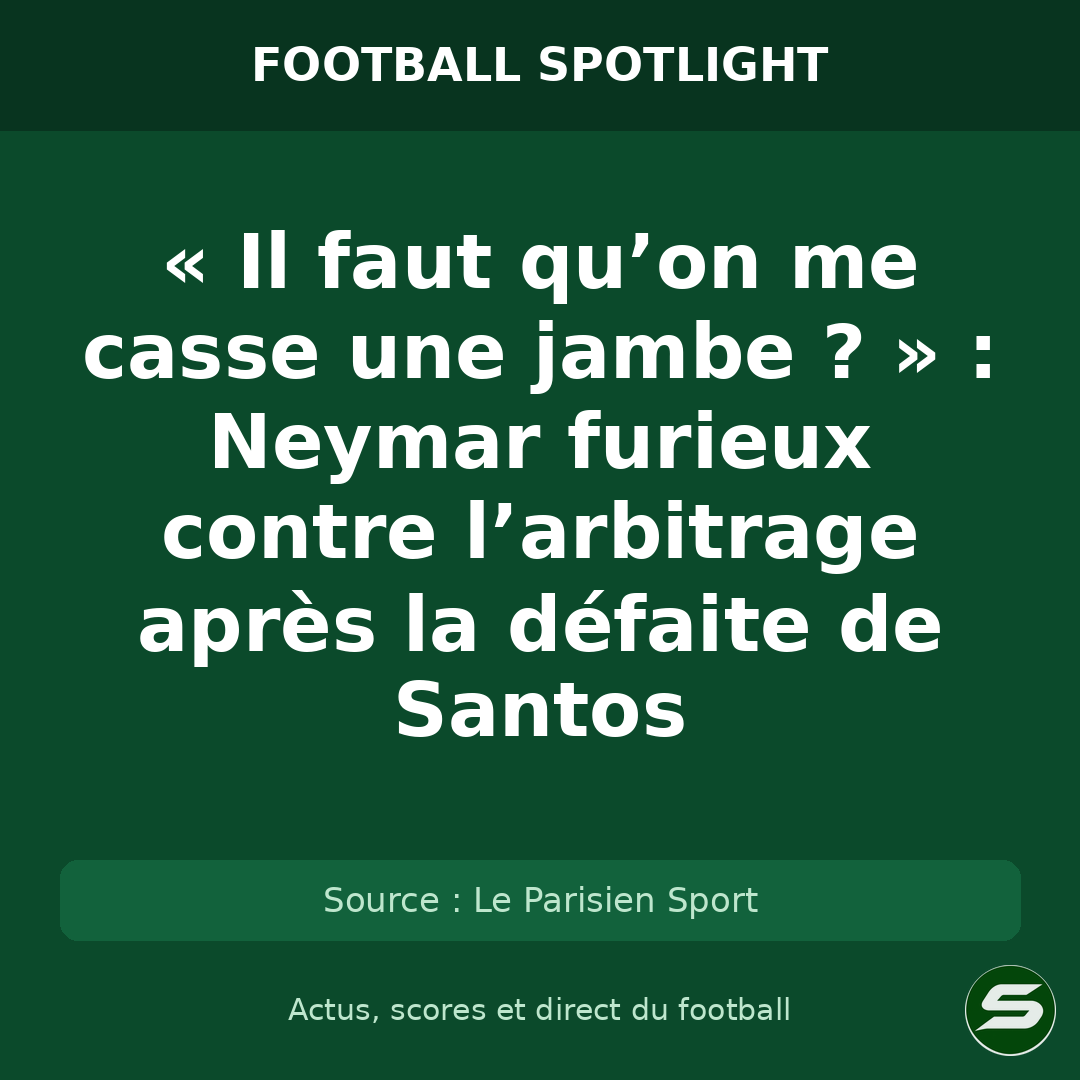 FOOTBALL SPOTLIGHT
« Il faut qu’on me
casse une jambe ? » :
Neymar furieux
contre l’arbitrage
après la défaite de
Santos
Source : Le Parisien Sport
Actus, scores et direct du football
S